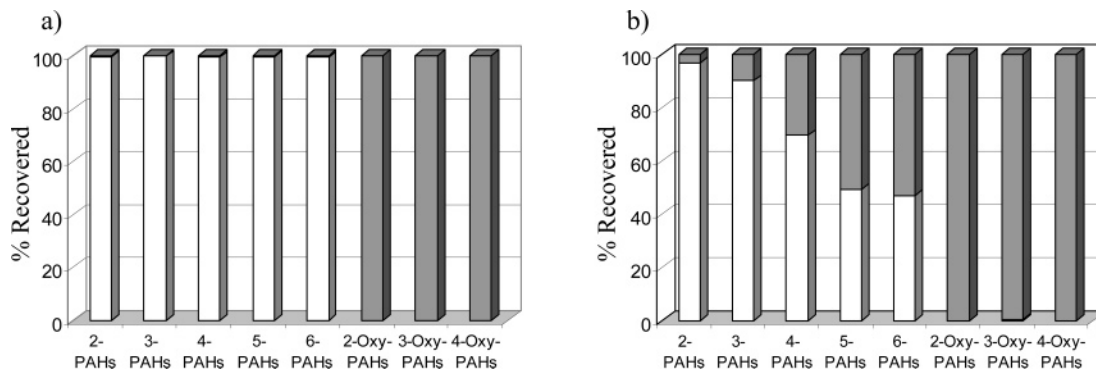 a)
% Recovered
100
80
60
40
20
0
2-
PAHs
3-
PAHs
4-
PAHs
5-
PAHs
6-
PAHs
2-Oxy-
PAHs
3-Oxy-
PAHs
4-Oxy-
PAHs
b)
% Recovered
100
80
60
40
20
0
2-
PAHs
3-
PAHs
4-
PAHs
5-
PAHs
6-
PAHs
2-Oxy-
PAHs
3-Oxy-
PAHs
4-Oxy-
PAHs